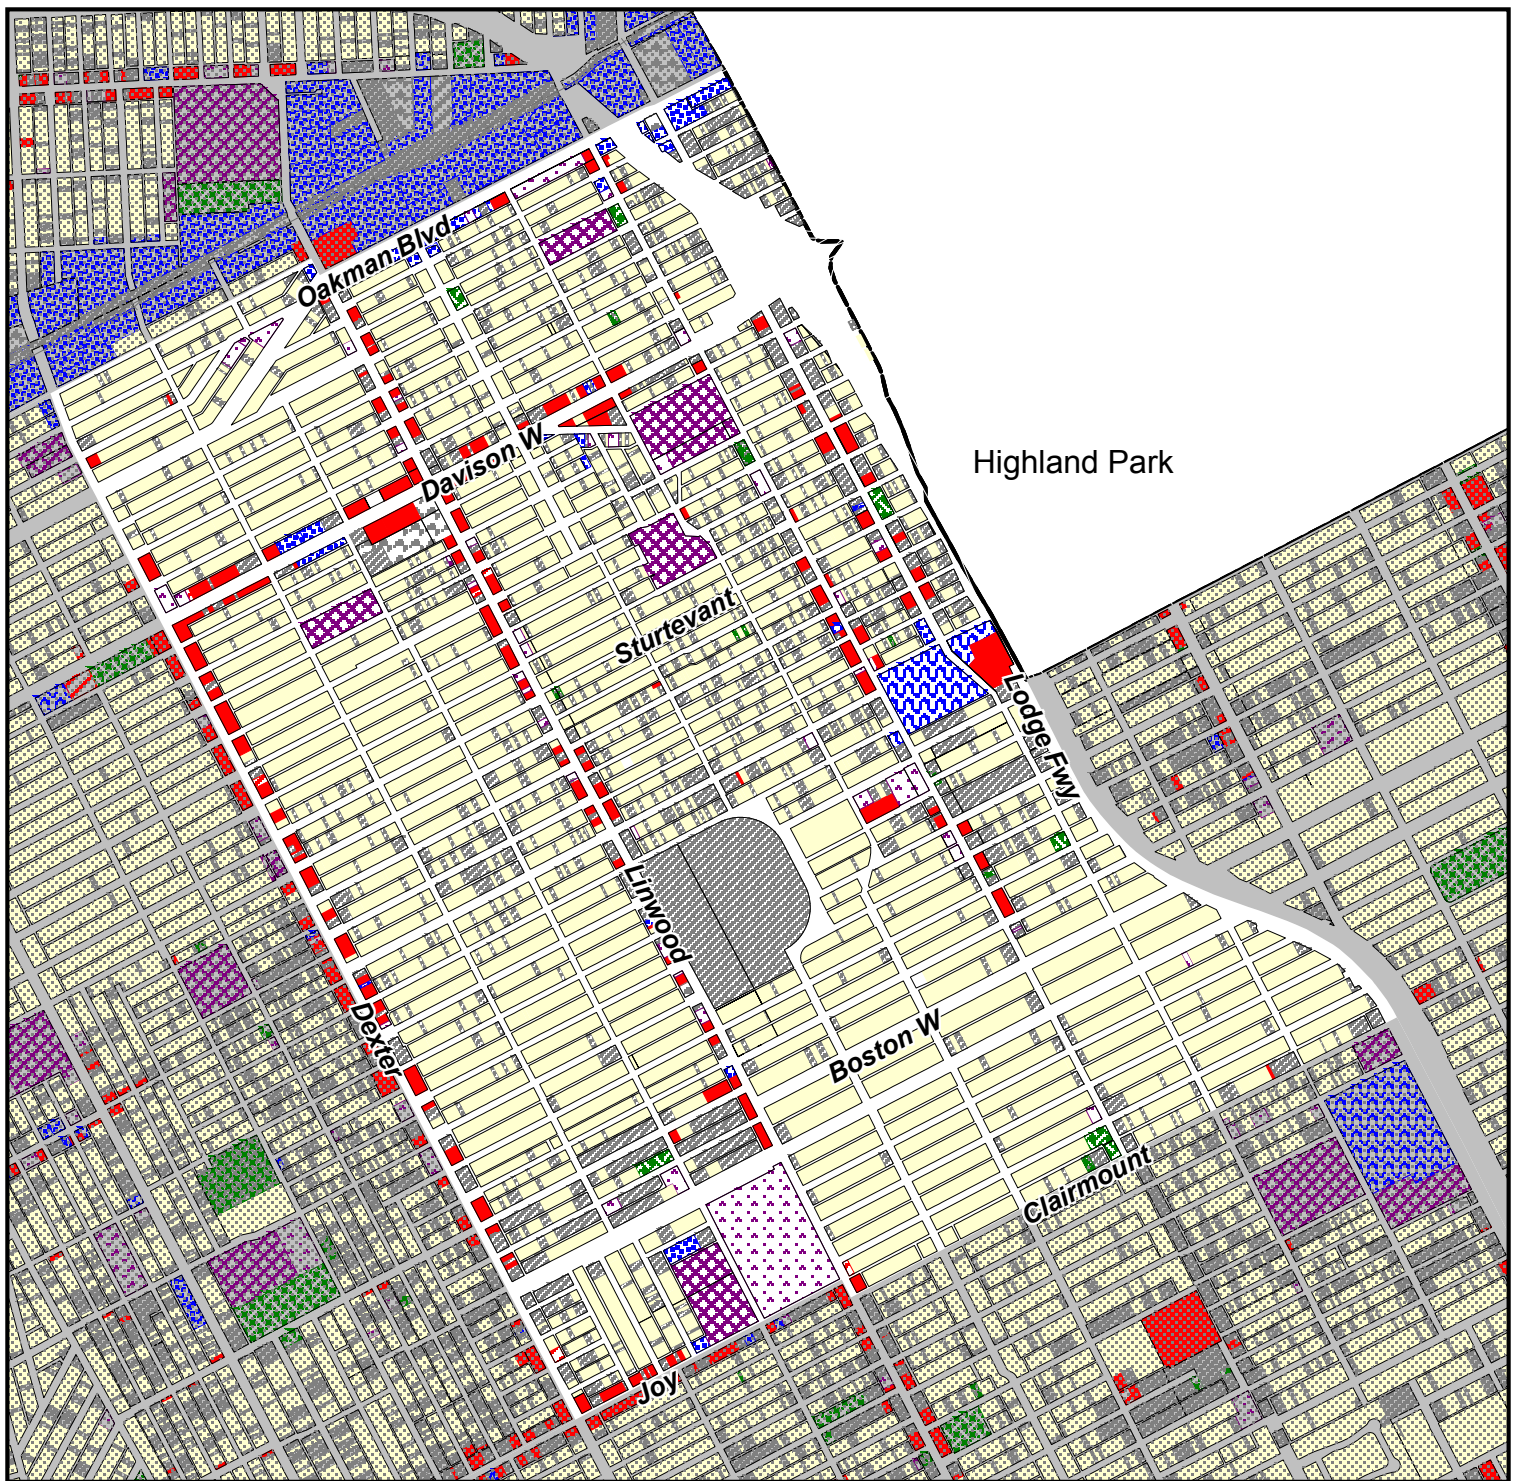 Oakman Blvd
Highland Park
Davison W
Sturtevant
Lodge Fwy
Linwood
Dexter
Boston W
Clairmount
Joy